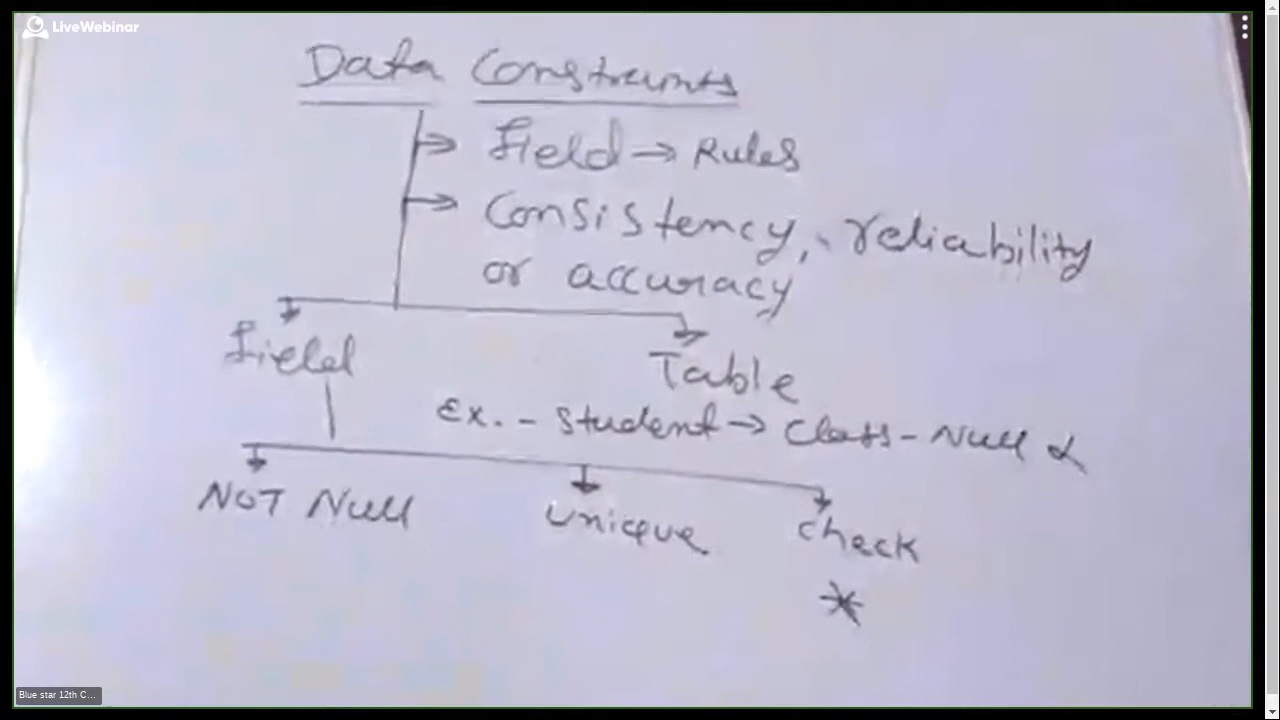 LiveWebinar
Data Constraints
→ Field → Rules
→ Consistency, reliability
or accuracy
Field
Table
Ex. - Student → Class - Null
NOT Null
Unique
Check
*
Blue star 12th C...